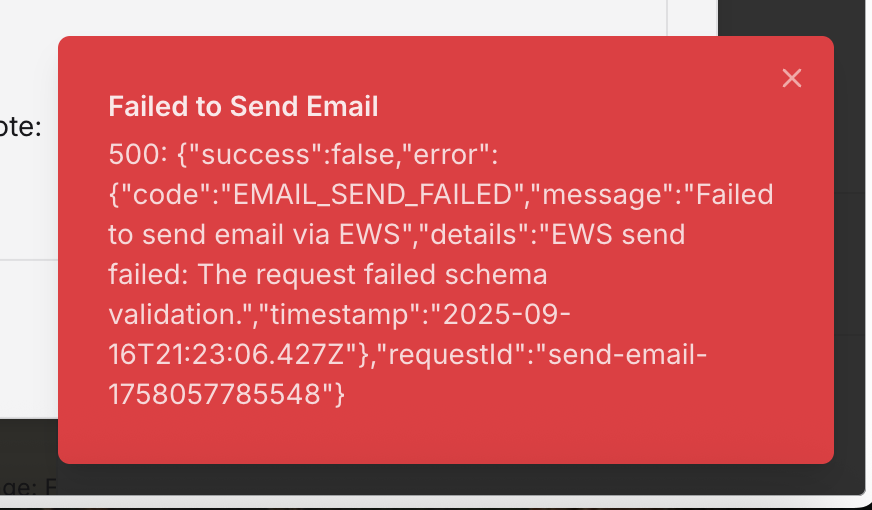 Failed to Send Email
ote:
500: {"success":false,"error":
{"code":"EMAIL_SEND_FAILED","message":"Failed
to send email via EWS","details":"EWS send
failed: The request failed schema
validation.","timestamp":"2025-09-
16T21:23:06.427Z"},"requestId":"send-email-
1758057785548"}
ge: F